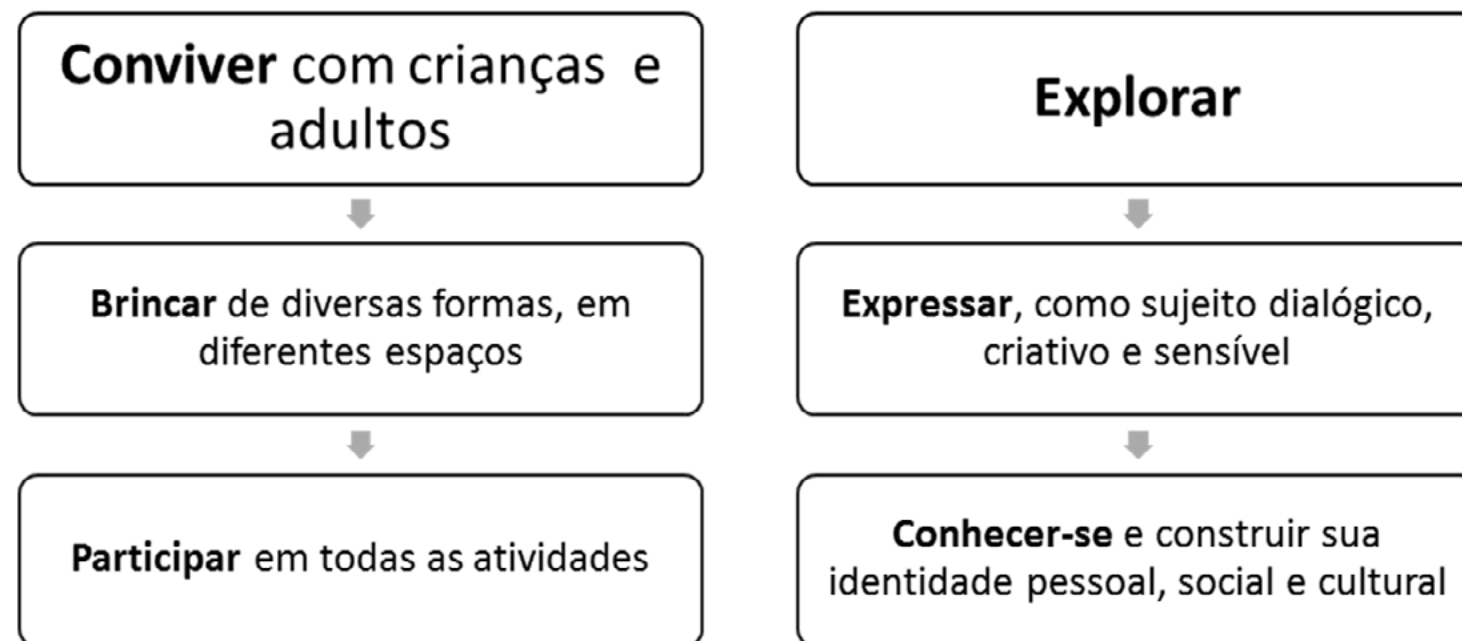 Conviver com crianças e
adultos
Brincar de diversas formas, em
diferentes espaços
Participar em todas as atividades
Explorar
Expressar, como sujeito dialógico,
criativo e sensível
Conhecer-se e construir sua
identidade pessoal, social e cultural